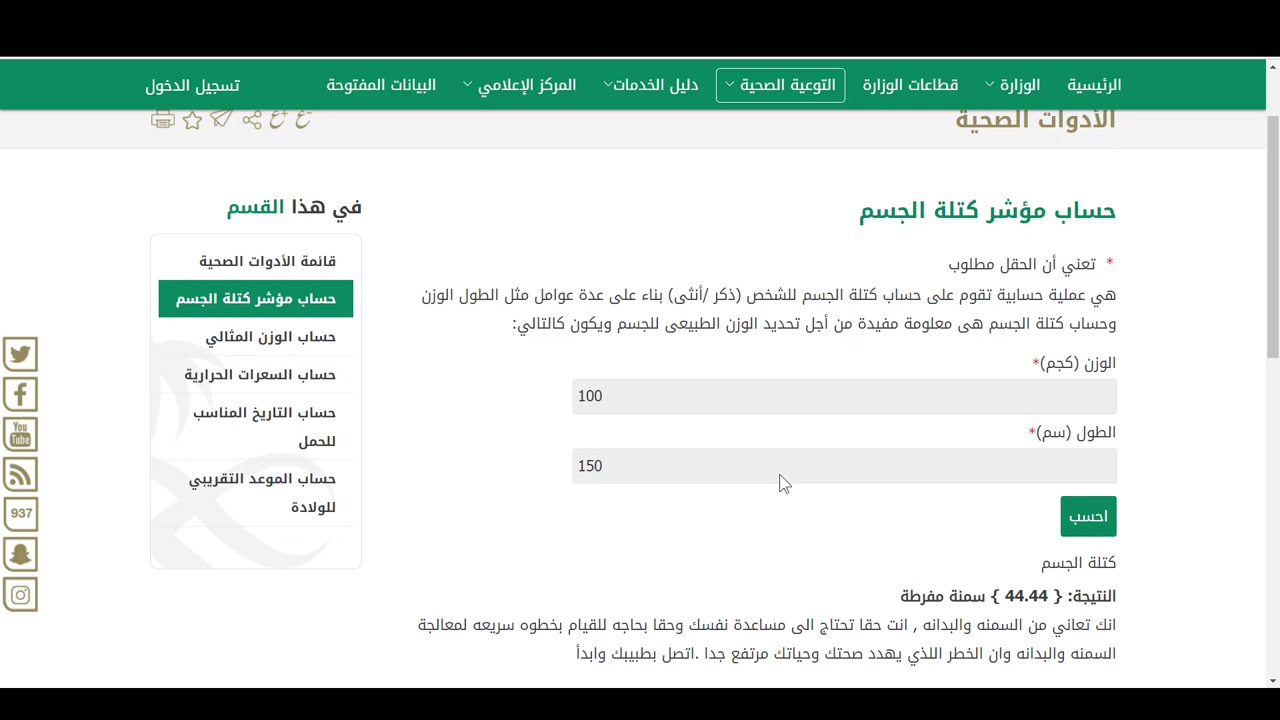 الرئيسية
الوزارة
قطاعات الوزارة
التوعية الصحية
دليل الخدمات
المركز الإعلامي
البيانات المفتوحة
تسجيل الدخول
الأدوات الصحية
ع- ع+
حساب مؤشر كتلة الجسم
* تعني أن الحقل مطلوب
هي عملية حسابية تقوم على حساب كتلة الجسم للشخص (ذكر /أنثى) بناء على عدة عوامل مثل الطول الوزن
وحساب كتلة الجسم هى معلومة مفيدة من أجل تحديد الوزن الطبيعى للجسم ويكون كالتالي:
الوزن (كجم)*
100
الطول (سم)*
150
احسب
كتلة الجسم
النتيجة: { 44.44 } سمنة مفرطة
انك تعاني من السمنه والبدانه , انت حقا تحتاج الى مساعدة نفسك وحقا بحاجه للقيام بخطوه سريعه لمعالجة
السمنه والبدانه وان الخطر اللذي يهدد صحتك وحياتك مرتفع جدا .اتصل بطبيبك وابدأ
في هذا القسم
قائمة الأدوات الصحية
حساب مؤشر كتلة الجسم
حساب الوزن المثالي
حساب السعرات الحرارية
حساب التاريخ المناسب
للحمل
حساب الموعد التقريبي
للولادة
You
Tube
937